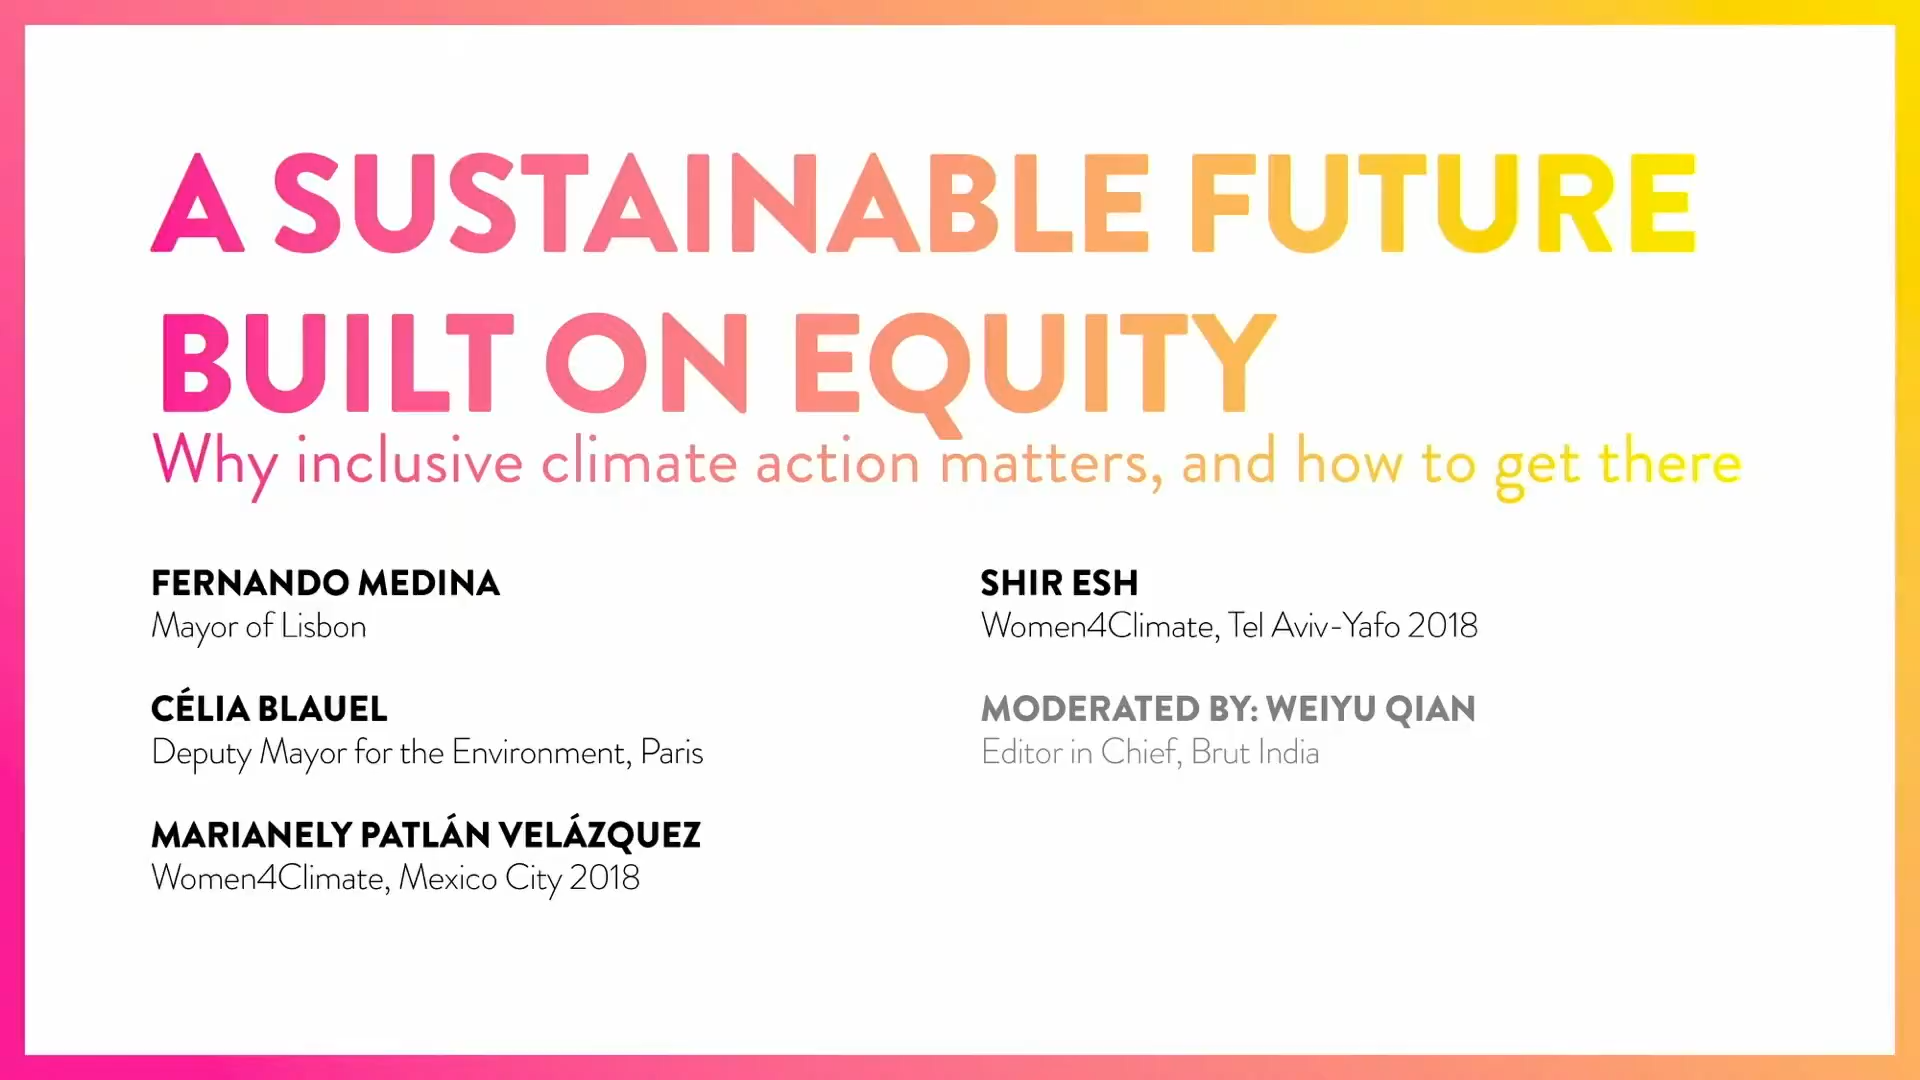 A SUSTAINABLE FUTURE
BUILT ON EQUITY
Why inclusive climate action matters, and how to get there
FERNANDO MEDINA
Mayor of Lisbon
CÉLIA BLAUEL
Deputy Mayor for the Environment, Paris
MARIANELY PATLÁN VELÁZQUEZ
Women4Climate, Mexico City 2018
SHIR ESH
Women4Climate, Tel Aviv-Yafo 2018
MODERATED BY: WEIYU QIAN
Editor in Chief, Brut India